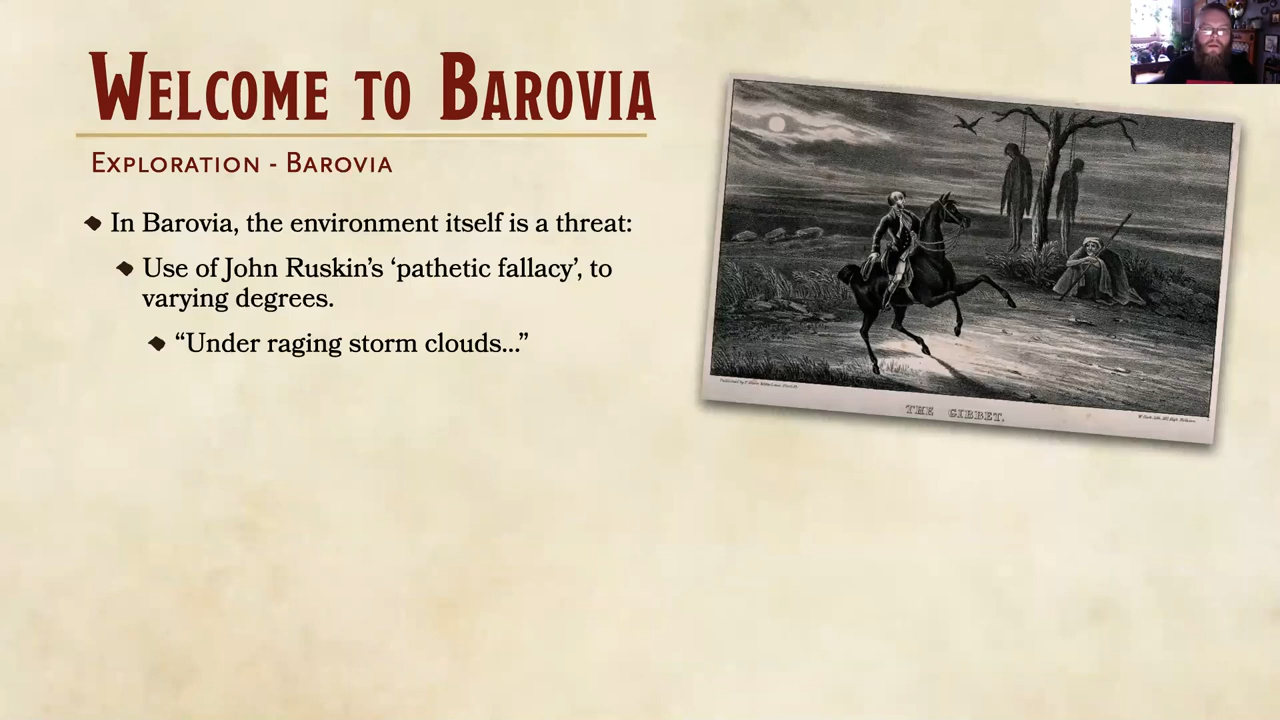 Welcome to Barovia
Exploration - Barovia
In Barovia, the environment itself is a threat:
Use of John Ruskin's 'pathetic fallacy', to
varying degrees.
“Under raging storm clouds...”
THE GIBBET.